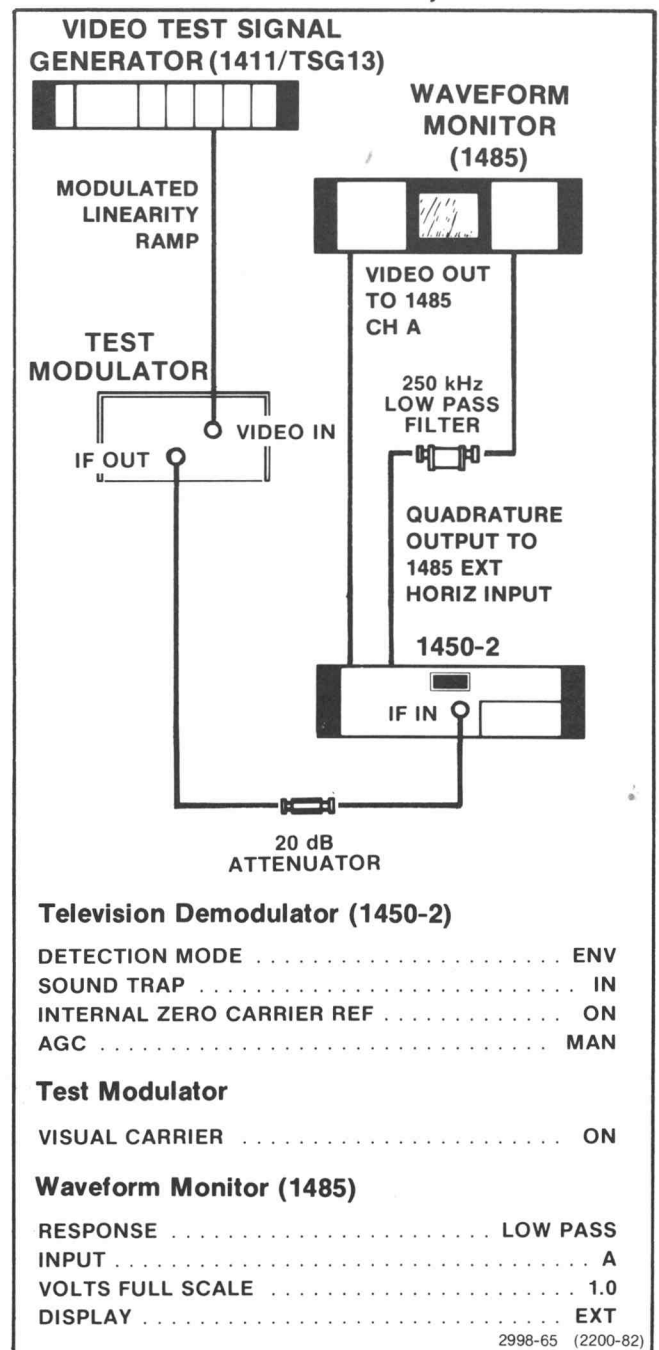 VIDEO TEST SIGNAL
GENERATOR (1411/TSG13)
WAVEFORM
MONITOR
(1485)
MODULATED
LINEARITY
RAMP
VIDEO OUT
TO 1485
CH A
TEST
MODULATOR
250 kHz
LOW PASS
FILTER
VIDEO IN
IF OUT
QUADRATURE
OUTPUT TO
1485 EXT
HORIZ INPUT
1450-2
IF IN
20 dB
ATTENUATOR
Television Demodulator (1450-2)
DETECTION MODE . . . . . . . . . . . . . . . . . . . . . . . ENV
SOUND TRAP . . . . . . . . . . . . . . . . . . . . . . . . . . . . IN
INTERNAL ZERO CARRIER REF . . . . . . . . . . . . . ON
AGC . . . . . . . . . . . . . . . . . . . . . . . . . . . . . . . . . MAN
Test Modulator
VISUAL CARRIER . . . . . . . . . . . . . . . . . . . . . . . . ON
Waveform Monitor (1485)
RESPONSE . . . . . . . . . . . . . . . . . . . . . . . . LOW PASS
INPUT . . . . . . . . . . . . . . . . . . . . . . . . . . . . . . . . . . . . A
VOLTS FULL SCALE . . . . . . . . . . . . . . . . . . . . . . . 1.0
DISPLAY . . . . . . . . . . . . . . . . . . . . . . . . . . . . . . . . EXT
2998-65 (2200-82)